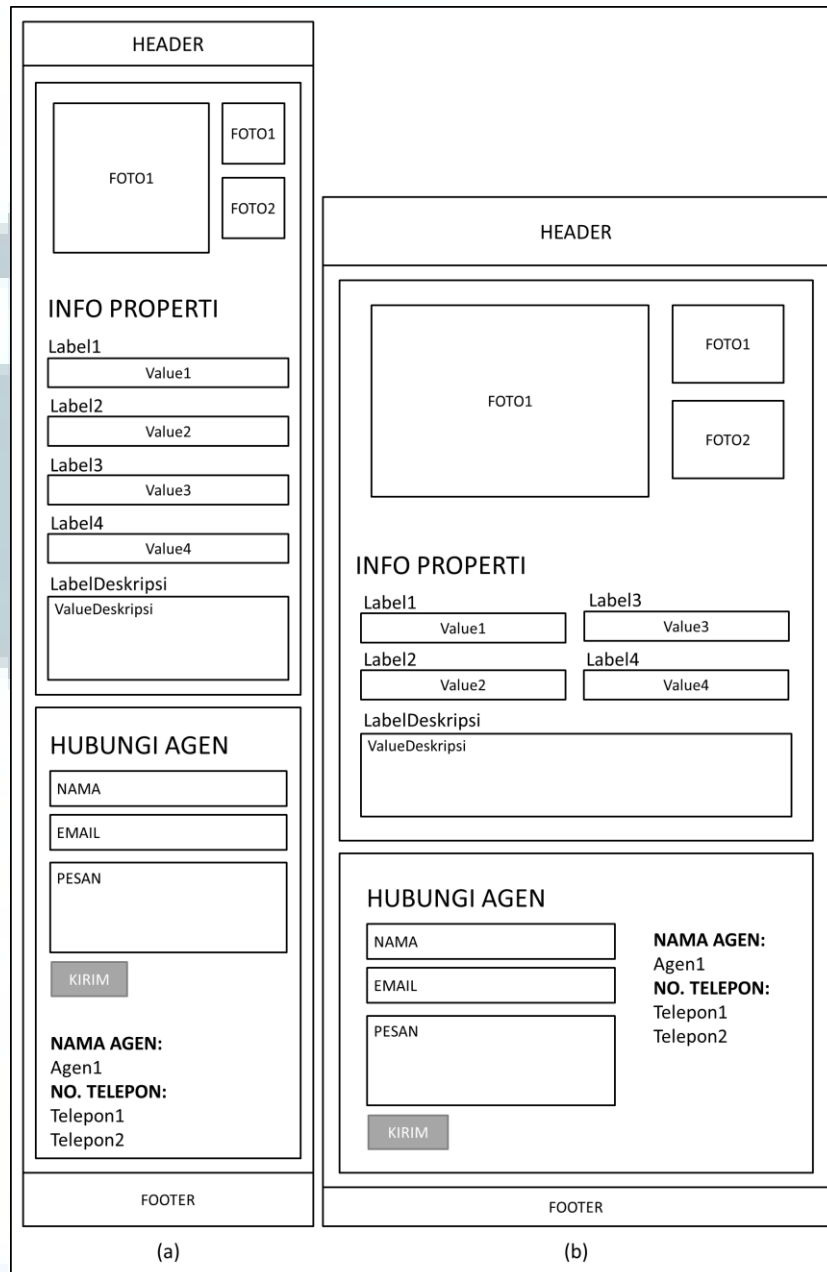 HEADER
FOTO1
FOTO1
FOTO2
INFO PROPERTI
Label1
Value1
Label2
Value2
Label3
Value3
Label4
Value4
LabelDeskripsi
ValueDeskripsi
HUBUNGI AGEN
NAMA
EMAIL
PESAN
KIRIM
NAMA AGEN:
Agen1
NO. TELEPON:
Telepon1
Telepon2
FOOTER
(a)
HEADER
FOTO1
FOTO1
FOTO2
INFO PROPERTI
Label1
Value1
Label3
Value3
Label2
Value2
Label4
Value4
LabelDeskripsi
ValueDeskripsi
HUBUNGI AGEN
NAMA
EMAIL
PESAN
KIRIM
NAMA AGEN:
Agen1
NO. TELEPON:
Telepon1
Telepon2
FOOTER
(b)